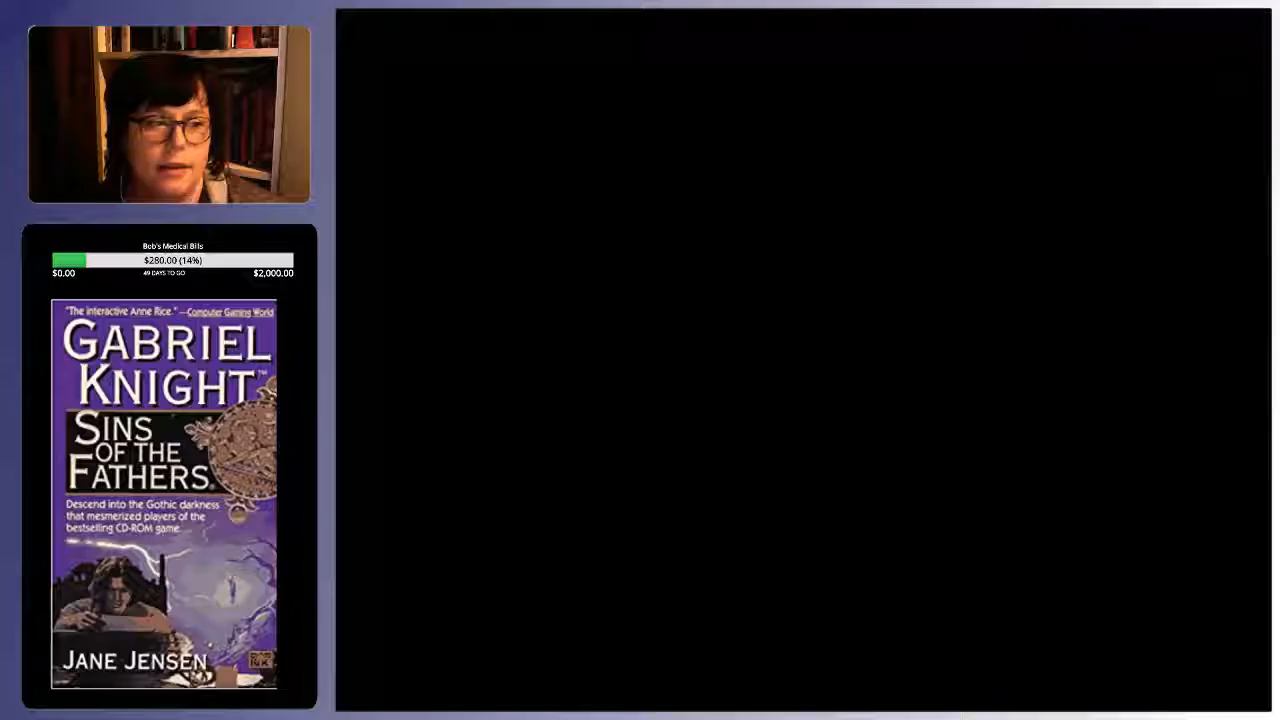 Bob's Medical Bills
$280.00 (14%)
$0.00 49 DAYS TO GO $2,000.00
"The interactive Anne Rice." —Computer Gaming World
GABRIEL
KNIGHT™
SINS
OF THE
FATHERS
Descend into the Gothic darkness
that mesmerized players of the
bestselling CD-ROM game.
JANE JENSEN